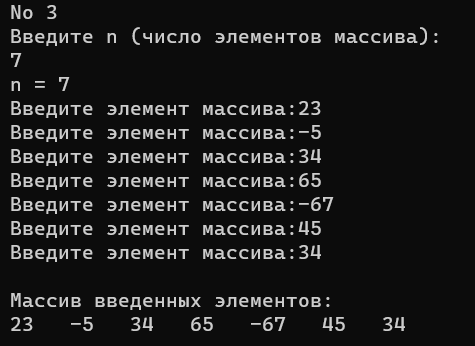 No 3
Введите n (число элементов массива):
7
n = 7
Введите элемент массива:23
Введите элемент массива:-5
Введите элемент массива:34
Введите элемент массива:65
Введите элемент массива:-67
Введите элемент массива:45
Введите элемент массива:34
Массив введенных элементов:
23   -5   34   65   -67   45   34